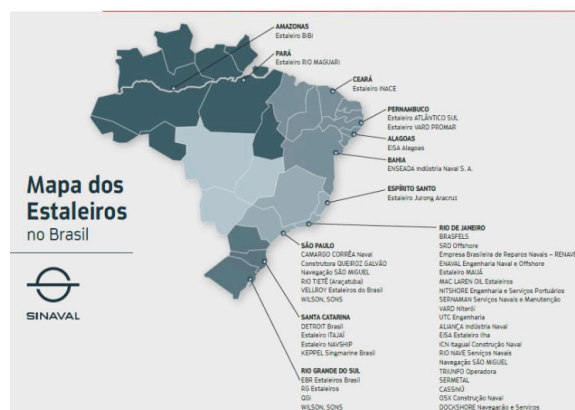 Mapa dos
Estaleiros
no Brasil
SINAVAL
AMAZONAS
Estaleiro BIBI
PARÁ
Estaleiro RIO MAGUARI
CEARÁ
Estaleiro INACE
PERNAMBUCO
Estaleiro ATLÂNTICO SUL
Estaleiro VARD PROMAR
ALAGOAS
EISA Alagoas
BAHIA
ENSEADA Indústria Naval S. A.
ESPÍRITO SANTO
Estaleiro Jurong Aracruz
SÃO PAULO
CAMARGO CORRÊA Naval
Construtora QUEIROZ GALVÃO
Navegação SÃO MIGUEL
RIO TIETÊ (Araçatuba)
VELLROY Estaleiros do Brasil
WILSON, SONS
SANTA CATARINA
DETROIT Brasil
Estaleiro ITAJAÍ
Estaleiro NAVSHIP
KEPPEL Singmarine Brasil
RIO GRANDE DO SUL
EBR Estaleiros Brasil
RG Estaleiros
QGI
WILSON, SONS
RIO DE JANEIRO
BRASFELS
SRD Offshore
Empresa Brasileira de Reparos Navais – RENAVE
ENAVAL Engenharia Naval e Offshore
Estaleiro MAUÁ
MAC LAREN OIL Estaleiros
NITSHORE Engenharia e Serviços Portuários
SERNAMAN Serviços Navais e Manutenção
VARD Niterói
UTC Engenharia
ALIANÇA Indústria Naval
EISA Estaleiro Ilha
ICN Itaguaí Construção Naval
RIO NAVE Serviços Navais
Navegação SÃO MIGUEL
TRIUNFO Operadora
SERMETAL
CASSINÚ
OSX Construção Naval
DOCKSHORE Navegação e Serviços